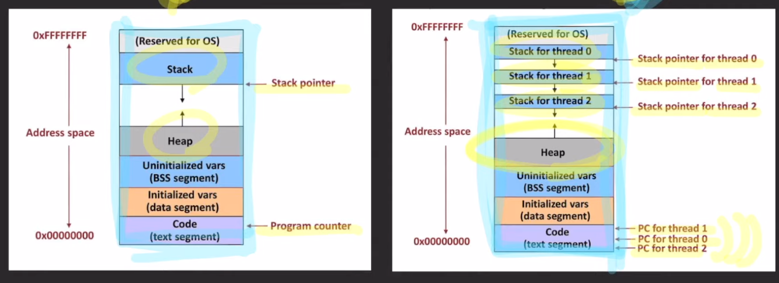 0xFFFFFFFF
(Reserved for OS)
Stack
Stack pointer
Address space
Heap
Uninitialized vars
(BSS segment)
Initialized vars
(data segment)
Code
(text segment)
Program counter
0x00000000
0xFFFFFFFF
(Reserved for OS)
Stack for thread 0
Stack pointer for thread 0
Stack for thread 1
Stack pointer for thread 1
Stack for thread 2
Stack pointer for thread 2
Address space
Heap
Uninitialized vars
(BSS segment)
Initialized vars
(data segment)
Code
(text segment)
PC for thread 1
PC for thread 0
PC for thread 2
0x00000000